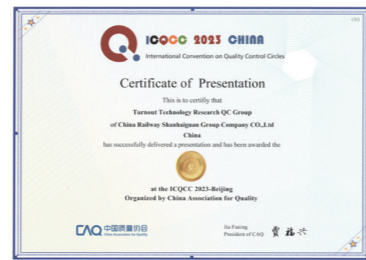 ICQCC 2023 CHINA
International Convention on Quality Control Circles
Certificate of Presentation
This is to certifiy that
Turnout Technology Research QC Group
of China Railway Shanhaiguan Group Company CO.,Ltd
China
has successfully delivered a presentation and has been awarded the
at the ICQCC 2023-Beijing
Organized by China Association for Quality
CAQ 中国质量协会
China Association for Quality
Jia Fuxing
President of CAQ
贾福兴